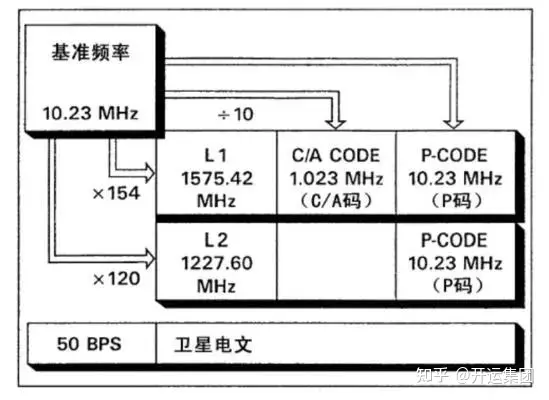 基准频率
10.23 MHz
÷10
×154
×120
L1
1575.42
MHz
C/A CODE
1.023 MHz
（C/A码）
P-CODE
10.23 MHz
（P码）
L2
1227.60
MHz
P-CODE
10.23 MHz
（P码）
50 BPS
卫星电文
知乎 @开运集团